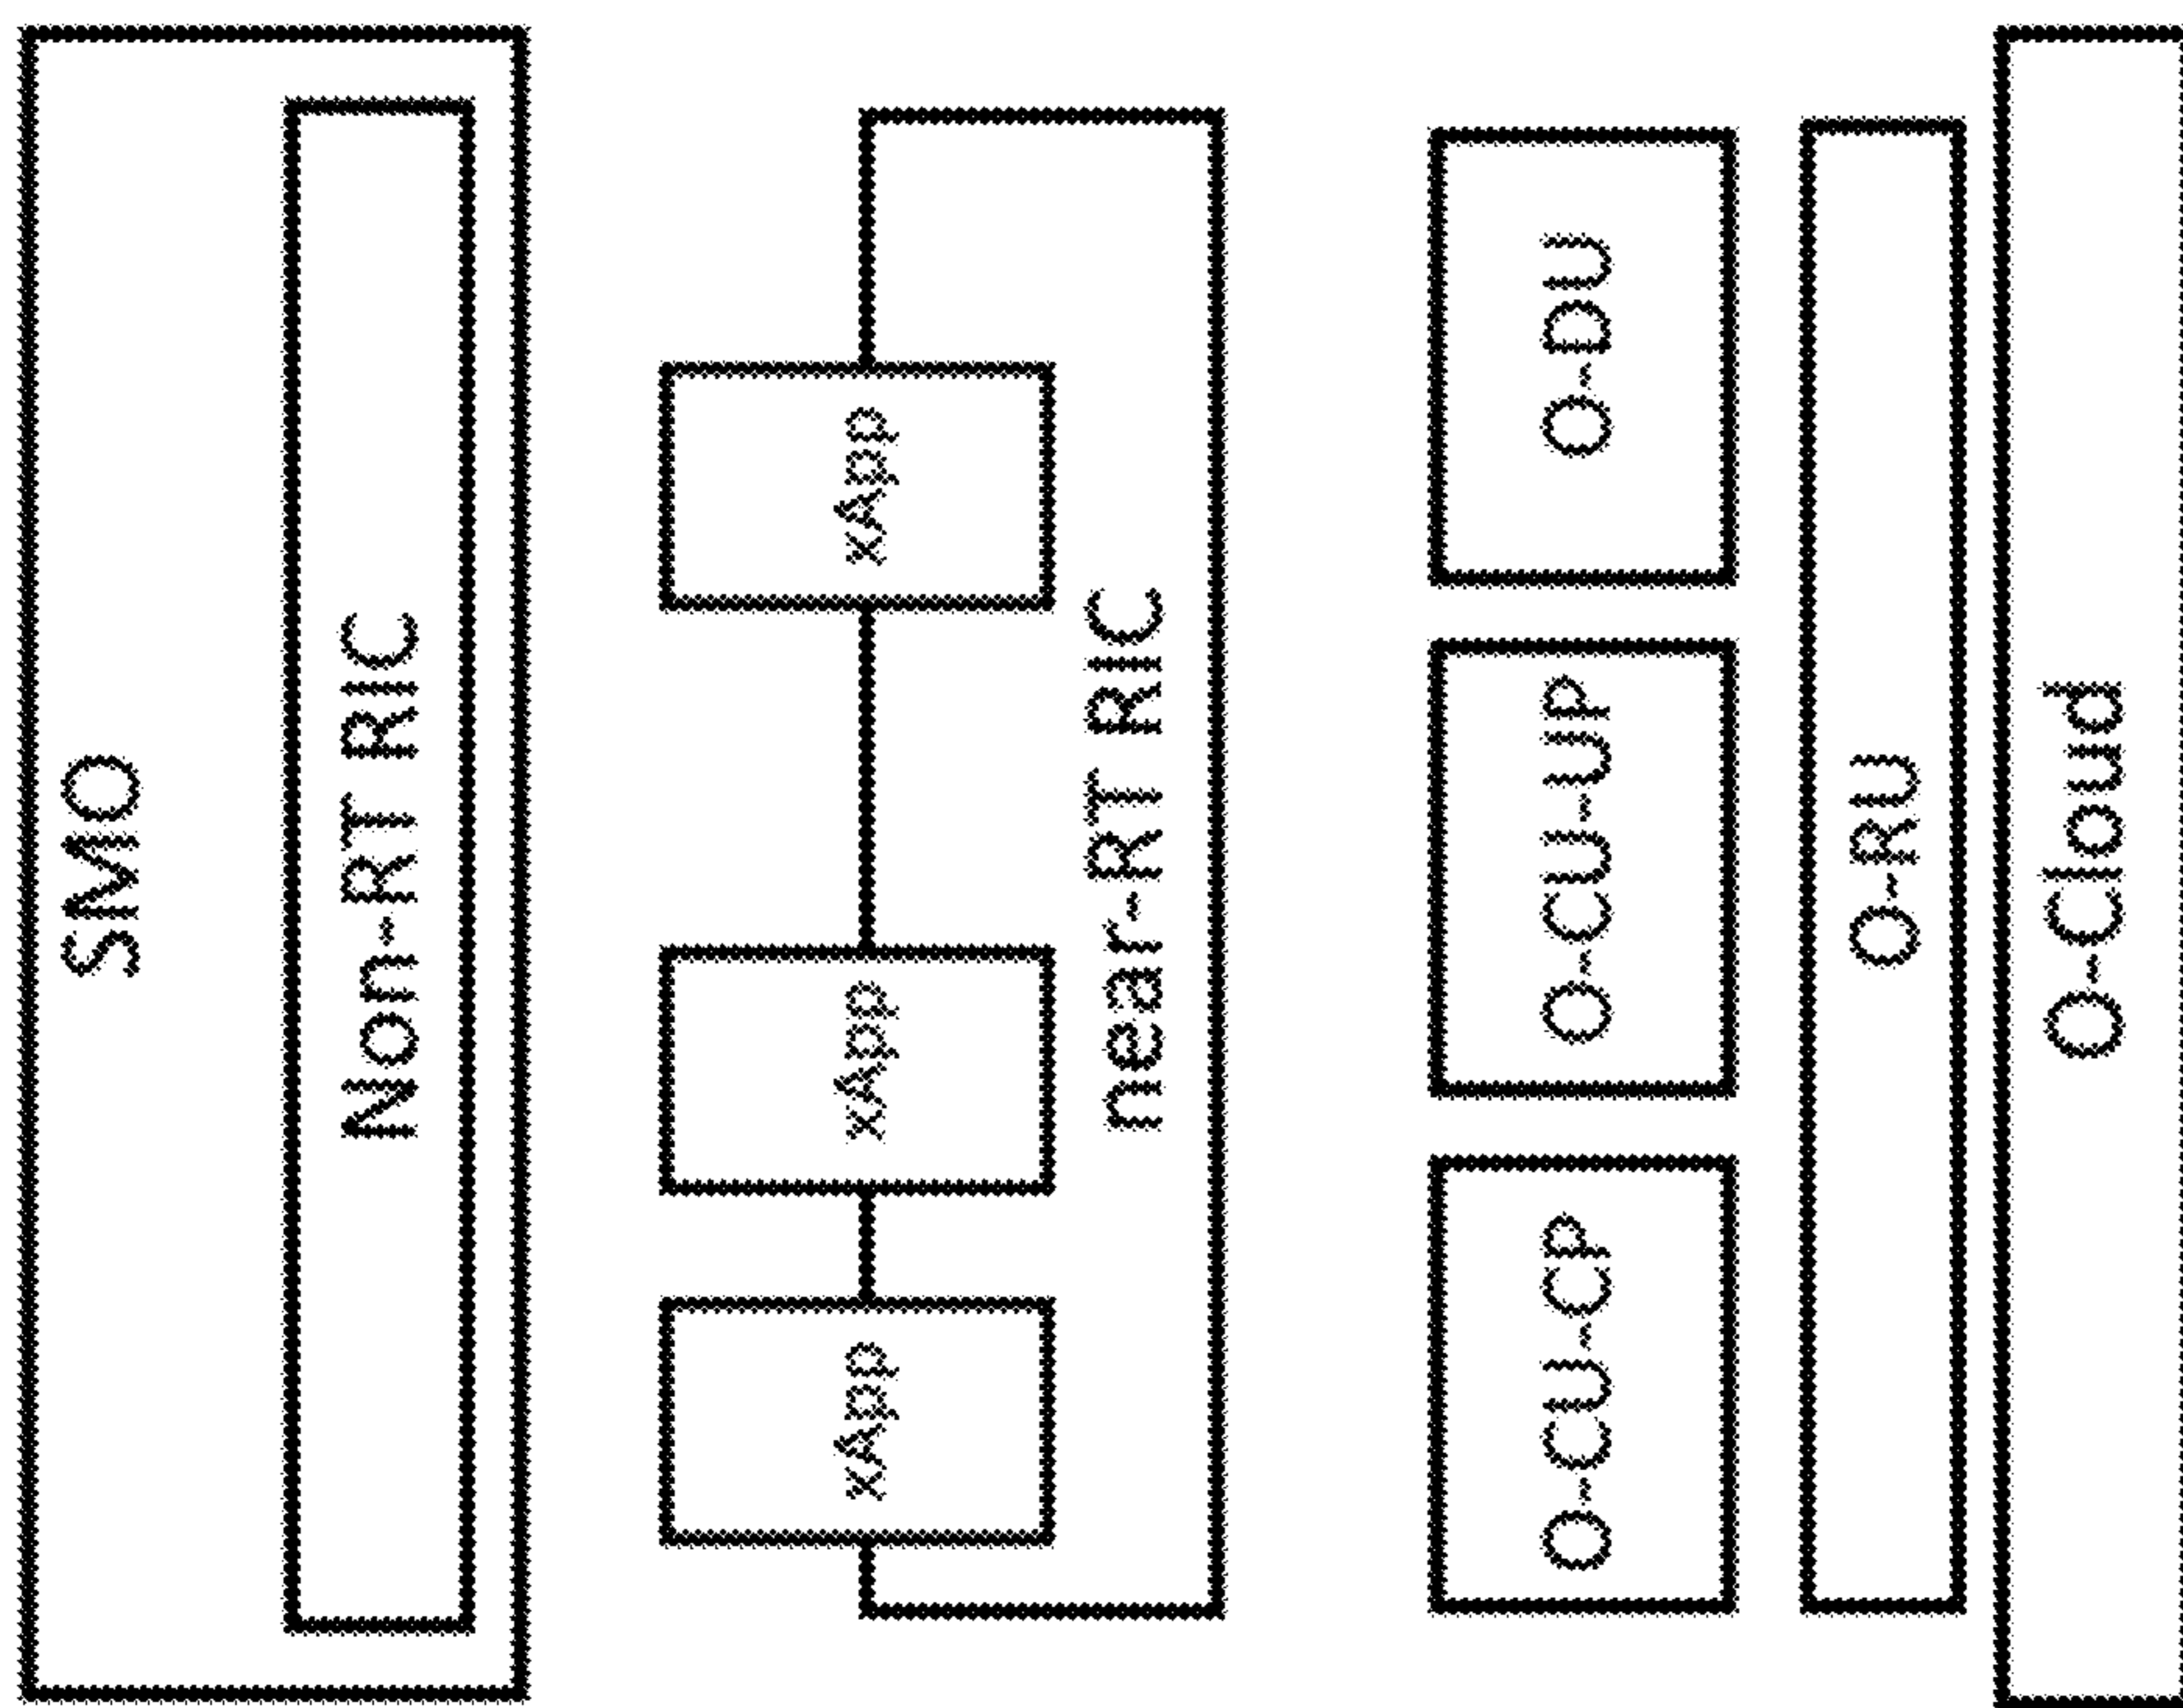 SMO
Non-RT RIC
xApp
xApp
xApp
near-RT RIC
O-CU-CP
O-CU-UP
O-DU
O-RU
O-Cloud